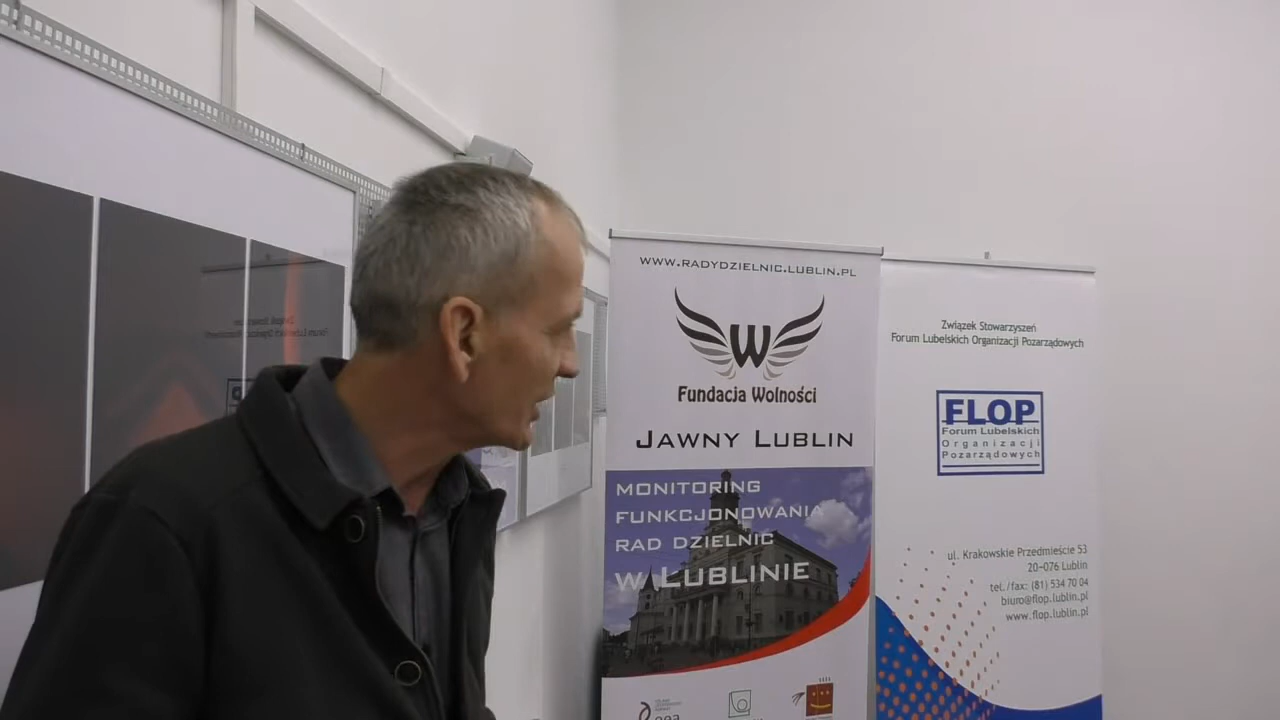 WWW.RADYDZIELNIC.LUBLIN.PL
W
Fundacja Wolności
JAWNY LUBLIN
MONITORING
FUNKCJONOWANIA
RAD DZIELNIC
W LUBLINIE
Związek Stowarzyszeń
Forum Lubelskich Organizacji Pozarządowych
FLOP
Forum Lubelskich
Organizacji
Pozarządowych
ul. Krakowskie Przedmieście 53
20-076 Lublin
tel./fax: (81) 534 70 04
biuro@flop.lublin.pl
www.flop.lublin.pl